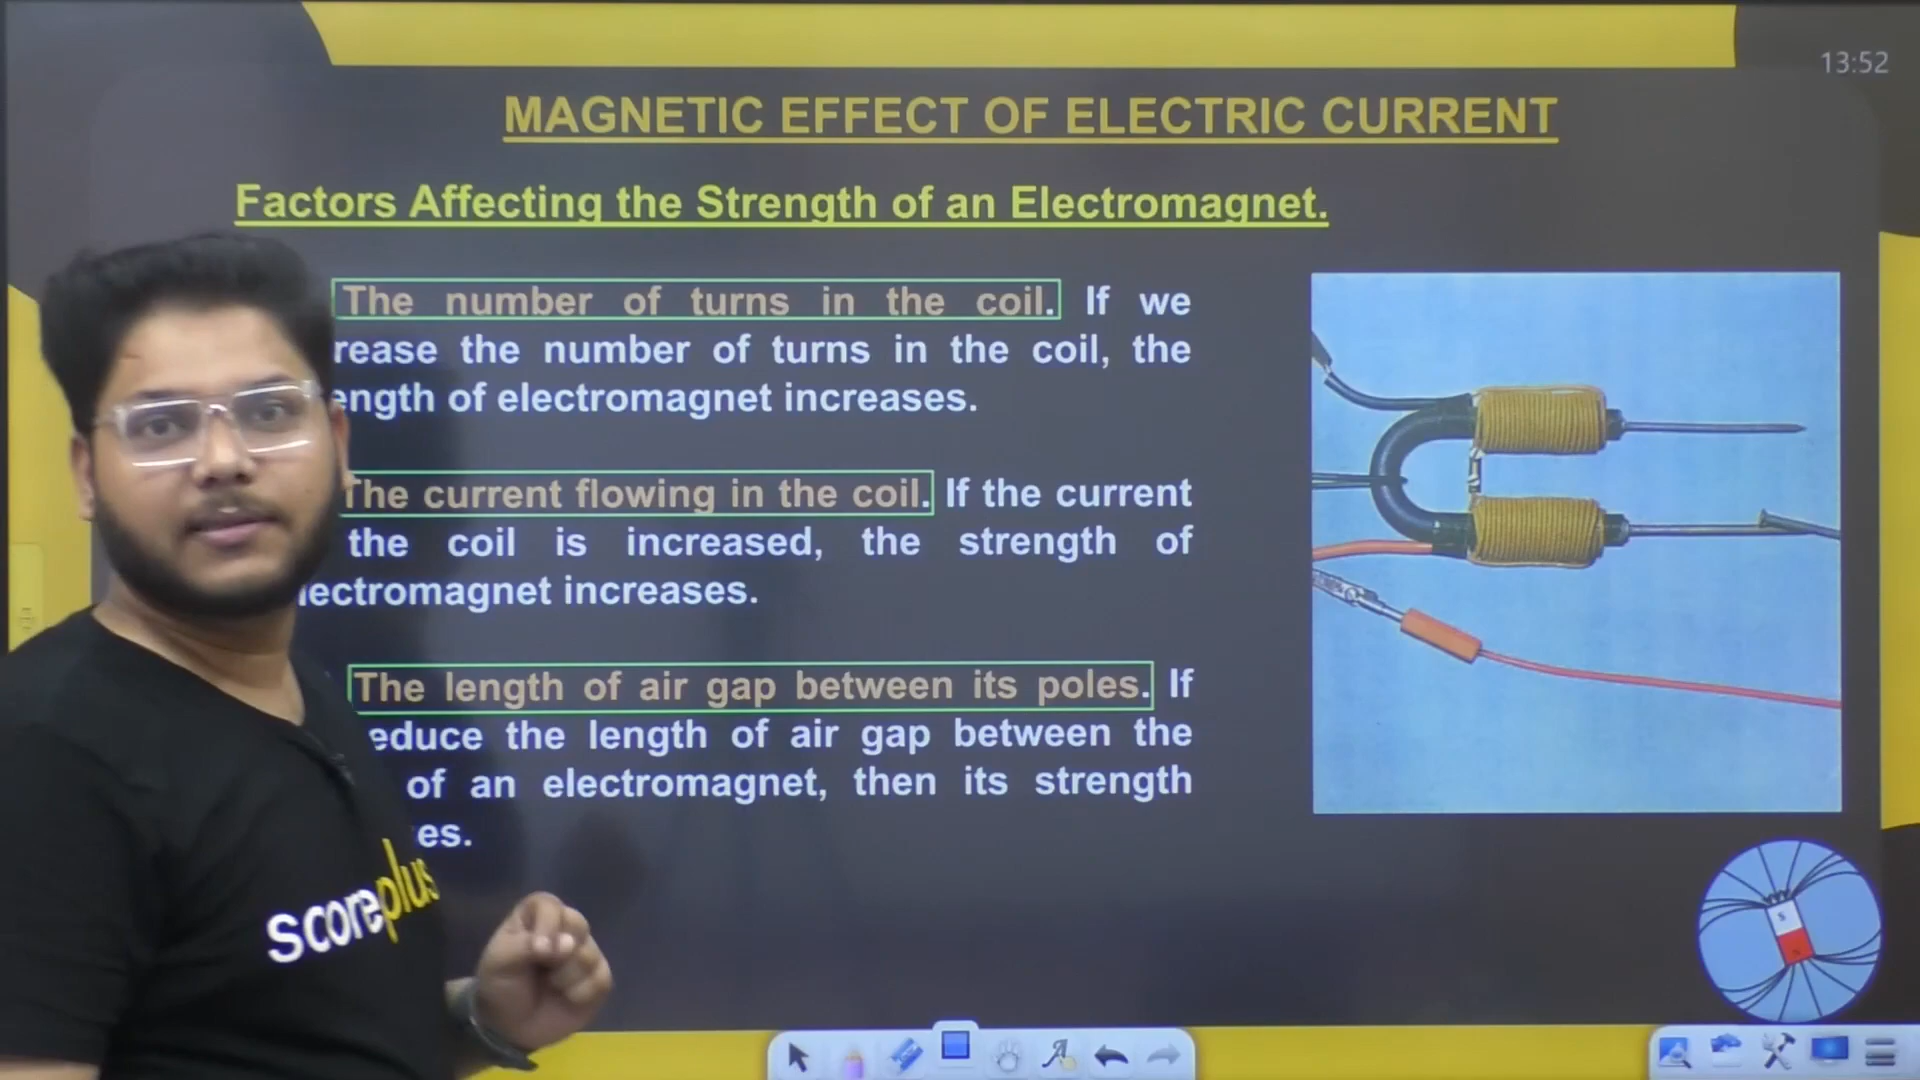 13:52
MAGNETIC EFFECT OF ELECTRIC CURRENT
Factors Affecting the Strength of an Electromagnet.
The number of turns in the coil. If we
rease the number of turns in the coil, the
ength of electromagnet increases.
The current flowing in the coil. If the current
the coil is increased, the strength of
lectromagnet increases.
The length of air gap between its poles. If
educe the length of air gap between the
of an electromagnet, then its strength
es.
scoreplus
S